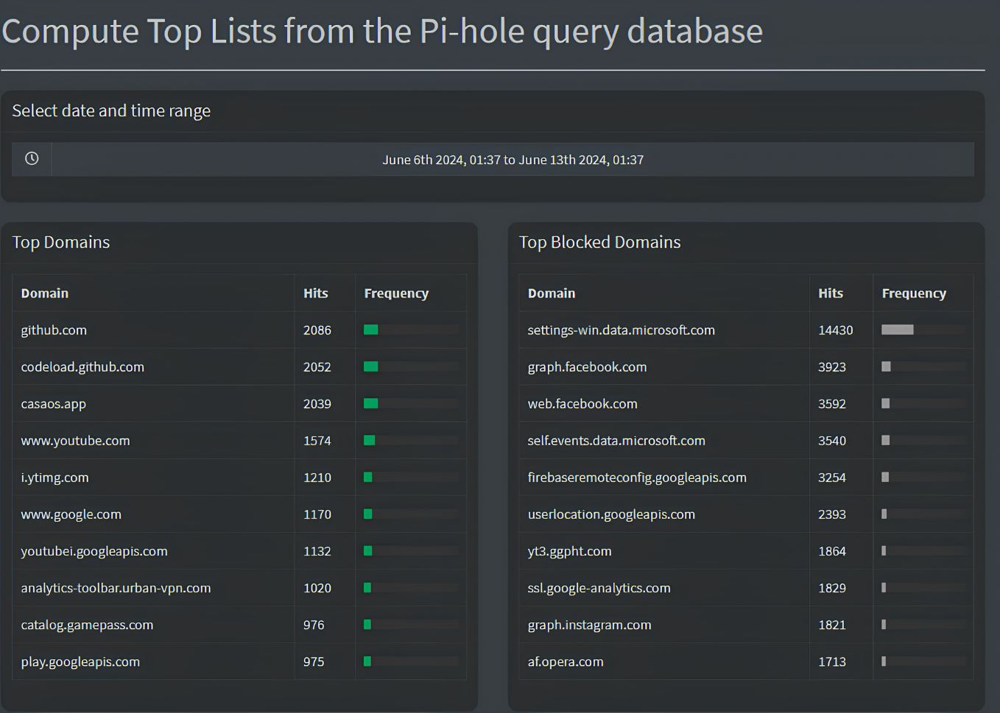 Compute Top Lists from the Pi-hole query database
Select date and time range
June 6th 2024, 01:37 to June 13th 2024, 01:37
Top Domains
Domain Hits Frequency
github.com 2086
codeload.github.com 2052
casaos.app 2039
www.youtube.com 1574
i.ytimg.com 1210
www.google.com 1170
youtubei.googleapis.com 1132
analytics-toolbar.urban-vpn.com 1020
catalog.gamepass.com 976
play.googleapis.com 975
Top Blocked Domains
Domain Hits Frequency
settings-win.data.microsoft.com 14430
graph.facebook.com 3923
web.facebook.com 3592
self.events.data.microsoft.com 3540
firebaseremoteconfig.googleapis.com 3254
userlocation.googleapis.com 2393
yt3.ggpht.com 1864
ssl.google-analytics.com 1829
graph.instagram.com 1821
af.opera.com 1713